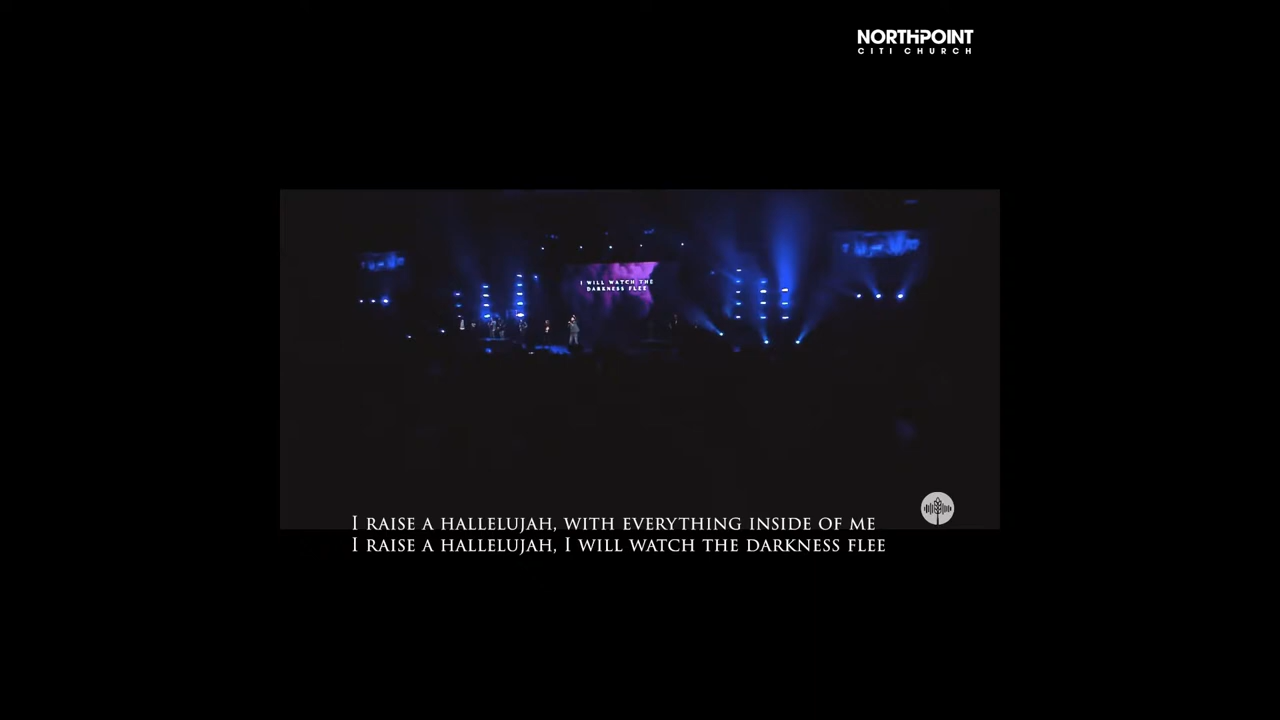 NORTHPOINT
CITI CHURCH
I WILL WATCH THE
DARKNESS FLEE
I RAISE A HALLELUJAH, WITH EVERYTHING INSIDE OF ME
I RAISE A HALLELUJAH, I WILL WATCH THE DARKNESS FLEE